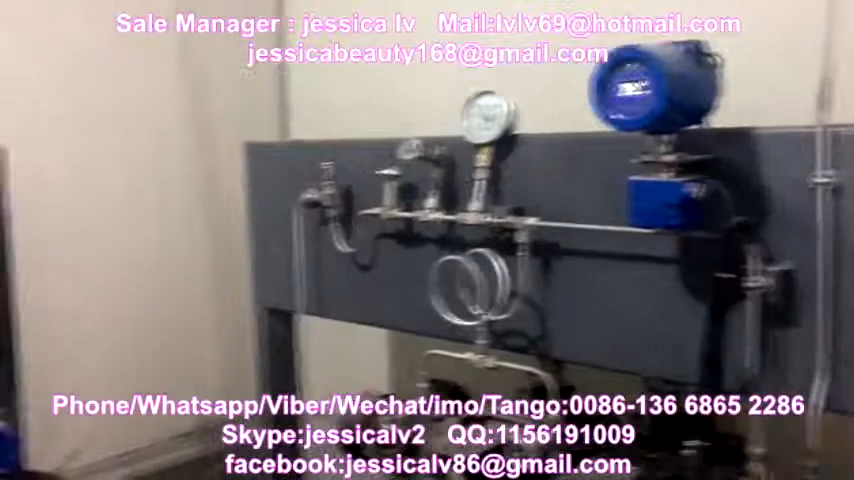 Sale Manager : jessica lv Mail:lvlv69@hotmail.com
jessicabeauty168@gmail.com
Phone/Whatsapp/Viber/Wechat/imo/Tango:0086-136 6865 2286
Skype:jessicalv2 QQ:1156191009
facebook:jessicalv86@gmail.com